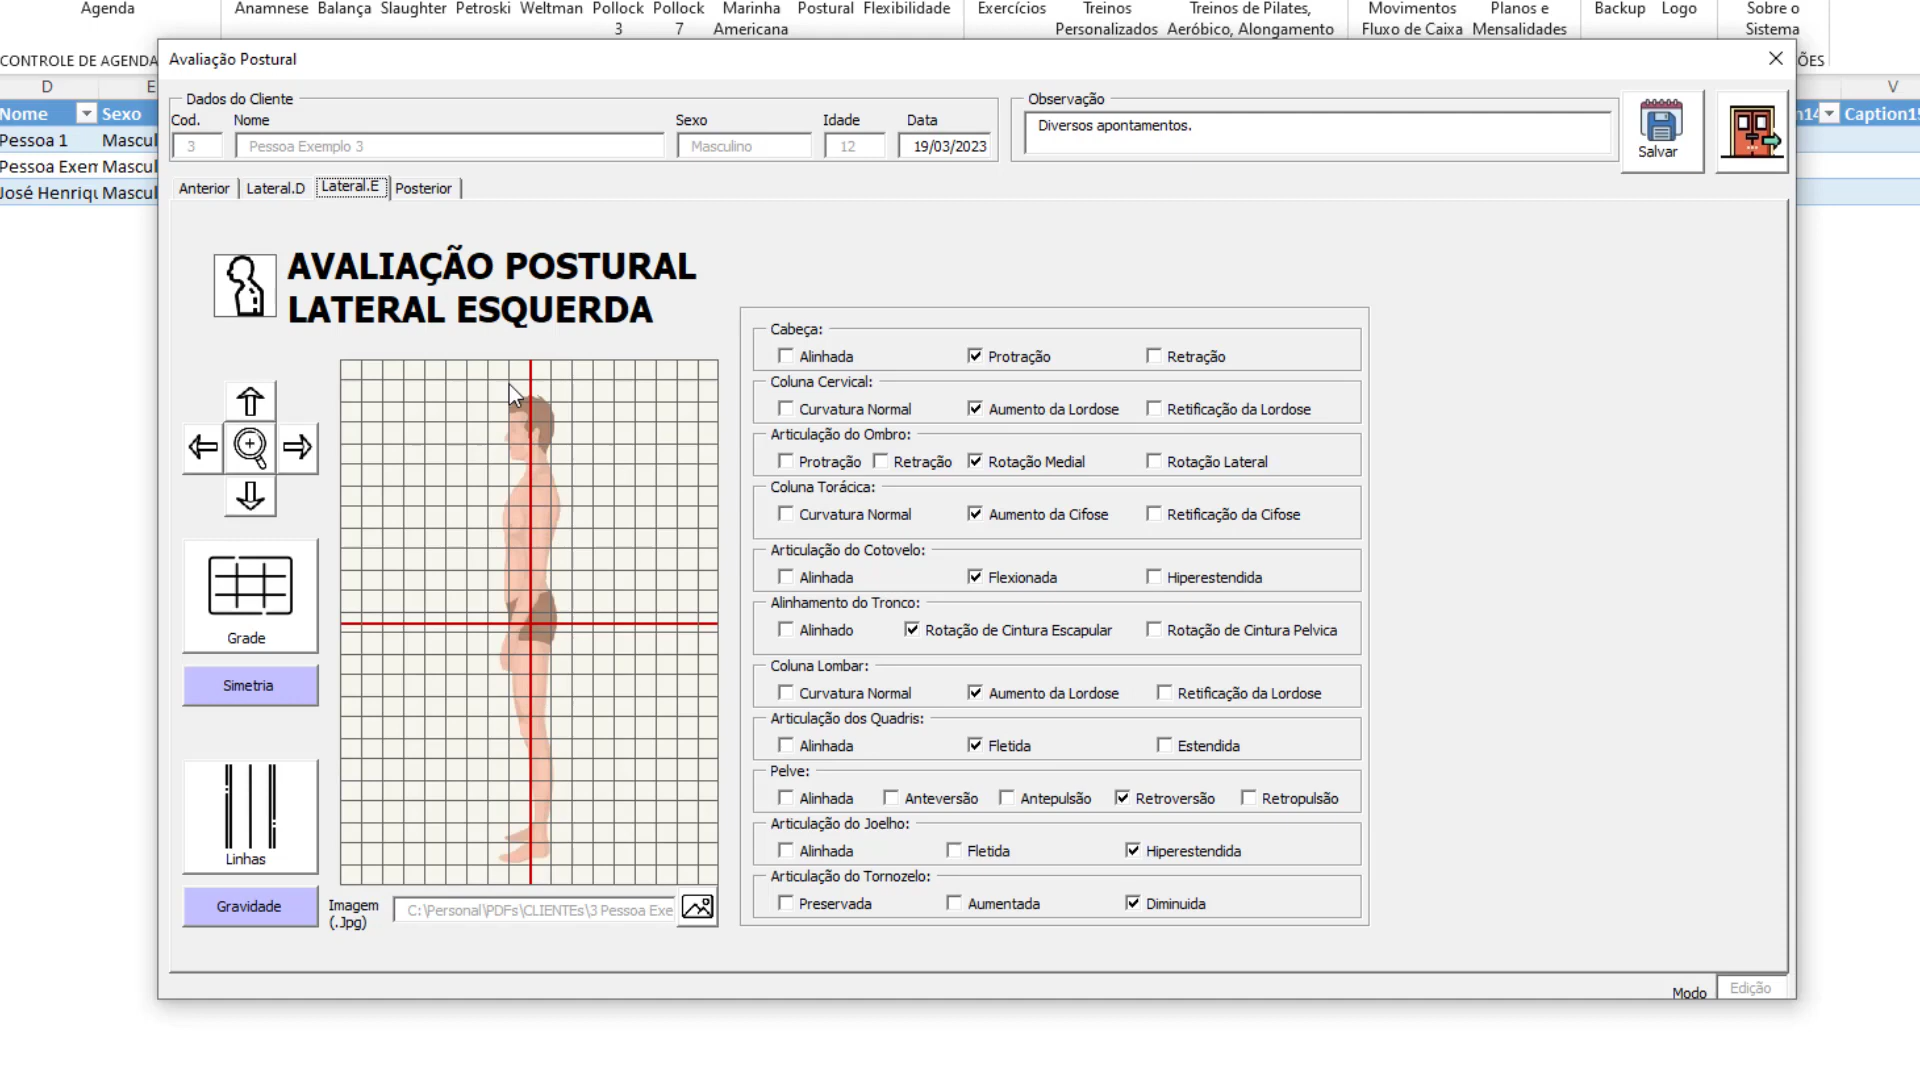 Agenda
Anamnese Balança Slaughter Petroski Weltman Pollock 3 Pollock 7 Marinha Americana Postural Flexibilidade
Exercícios Treinos Personalizados Treinos de Pilates, Aeróbico, Alongamento
Movimentos Fluxo de Caixa Planos e Mensalidades
Backup Logo
Sobre o Sistema
CONTROLE DE AGENDA
ÕES
D E V
Nome Sexo
Pessoa 1 Mascul
Pessoa Exem Mascul
José Henriqu Mascul
n14 Caption15
Avaliação Postural
Dados do Cliente
Cod. Nome Sexo Idade Data
3 Pessoa Exemplo 3 Masculino 12 19/03/2023
Observação
Diversos apontamentos.
Salvar
Anterior Lateral.D Lateral.E Posterior
AVALIAÇÃO POSTURAL
LATERAL ESQUERDA
Grade
Simetria
Linhas
Gravidade
Imagem
(.Jpg)
C:\Personal\PDFs\CLIENTEs\3 Pessoa Exe
Cabeça:
Alinhada Protração Retração
Coluna Cervical:
Curvatura Normal Aumento da Lordose Retificação da Lordose
Articulação do Ombro:
Protração Retração Rotação Medial Rotação Lateral
Coluna Torácica:
Curvatura Normal Aumento da Cifose Retificação da Cifose
Articulação do Cotovelo:
Alinhada Flexionada Hiperestendida
Alinhamento do Tronco:
Alinhado Rotação de Cintura Escapular Rotação de Cintura Pelvica
Coluna Lombar:
Curvatura Normal Aumento da Lordose Retificação da Lordose
Articulação dos Quadris:
Alinhada Fletida Estendida
Pelve:
Alinhada Anteversão Antepulsão Retroversão Retropulsão
Articulação do Joelho:
Alinhada Fletida Hiperestendida
Articulação do Tornozelo:
Preservada Aumentada Diminuida
Modo Edição